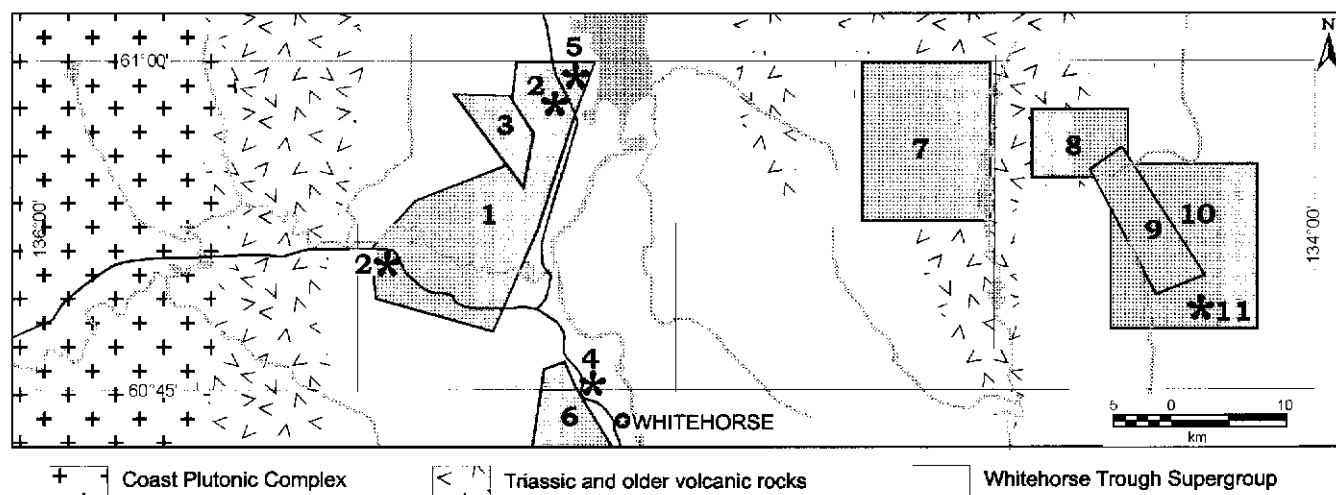 N
61° 00'
5
2
3
7
8
136° 00'
1
9
10
134° 00'
2
11
4
60° 45'
5 0 10
km
6
WHITEHORSE
Coast Plutonic Complex
Triassic and older volcanic rocks
Whitehorse Trough Supergroup